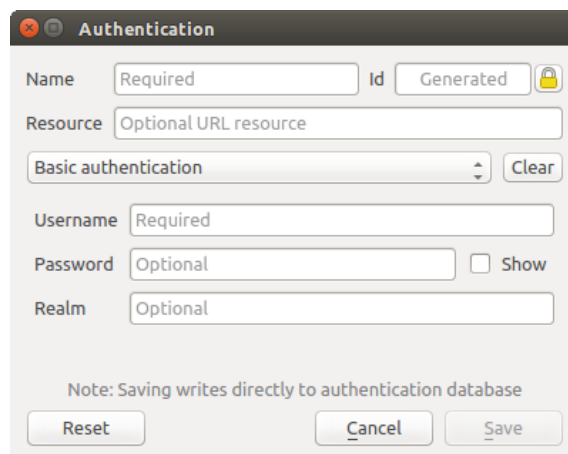 Authentication
Name Required Id Generated
Resource Optional URL resource
Basic authentication Clear
Username Required
Password Optional Show
Realm Optional
Note: Saving writes directly to authentication database
Reset Cancel Save